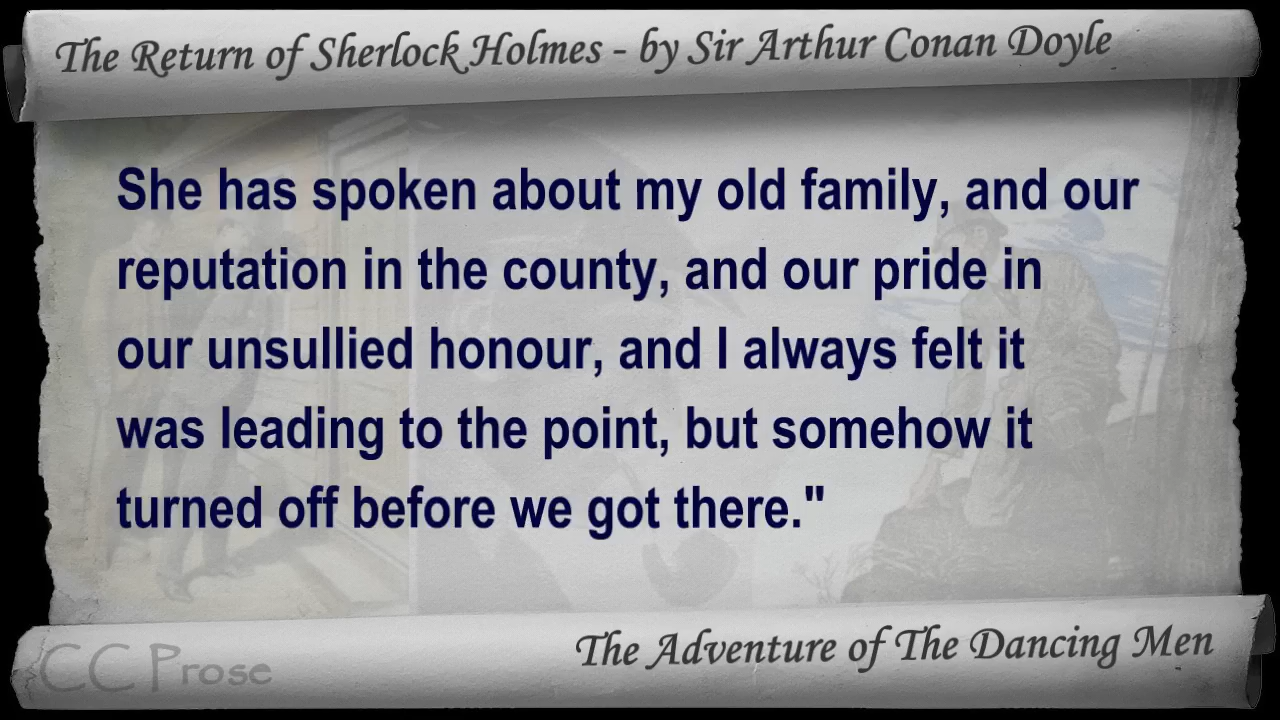 The Return of Sherlock Holmes - by Sir Arthur Conan Doyle
She has spoken about my old family, and our
reputation in the county, and our pride in
our unsullied honour, and I always felt it
was leading to the point, but somehow it
turned off before we got there."
The Adventure of The Dancing Men
CC Prose